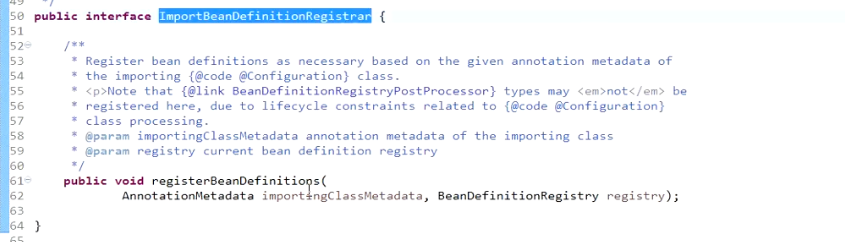 49 */
50 public interface ImportBeanDefinitionRegistrar {
51
52 /**
53 * Register bean definitions as necessary based on the given annotation metadata of
54 * the importing {@code @Configuration} class.
55 * <p>Note that {@link BeanDefinitionRegistryPostProcessor} types may <em>not</em> be
56 * registered here, due to lifecycle constraints related to {@code @Configuration}
57 * class processing.
58 * @param importingClassMetadata annotation metadata of the importing class
59 * @param registry current bean definition registry
60 */
61 public void registerBeanDefinitions(
62 AnnotationMetadata importingClassMetadata, BeanDefinitionRegistry registry);
63
64 }
65